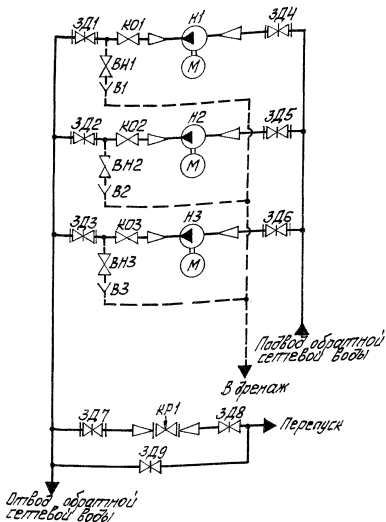 ЗД1 КО1 Н1 ЗД4
М
ВН1
В1
ЗД2 КО2 Н2 ЗД5
М
ВН2
В2
ЗД3 КО3 Н3 ЗД6
М
ВН3
В3
Подвод обратной
сетевой воды
В дренаж
ЗД7 КР1 ЗД8
Перепуск
ЗД9
Отвод обратной
сетевой воды